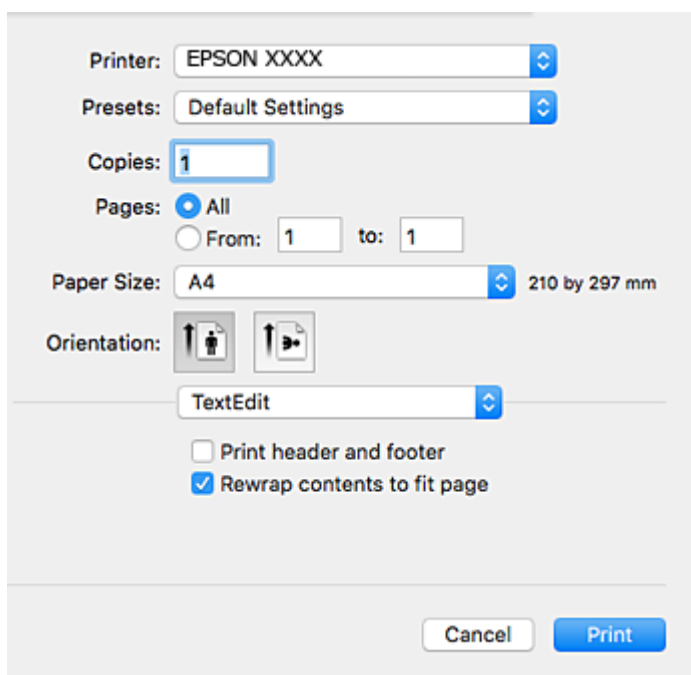 Printer: EPSON XXXX
Presets: Default Settings
Copies: 1
Pages: All
From: 1 to: 1
Paper Size: A4 210 by 297 mm
Orientation:
TextEdit
Print header and footer
Rewrap contents to fit page
Cancel Print